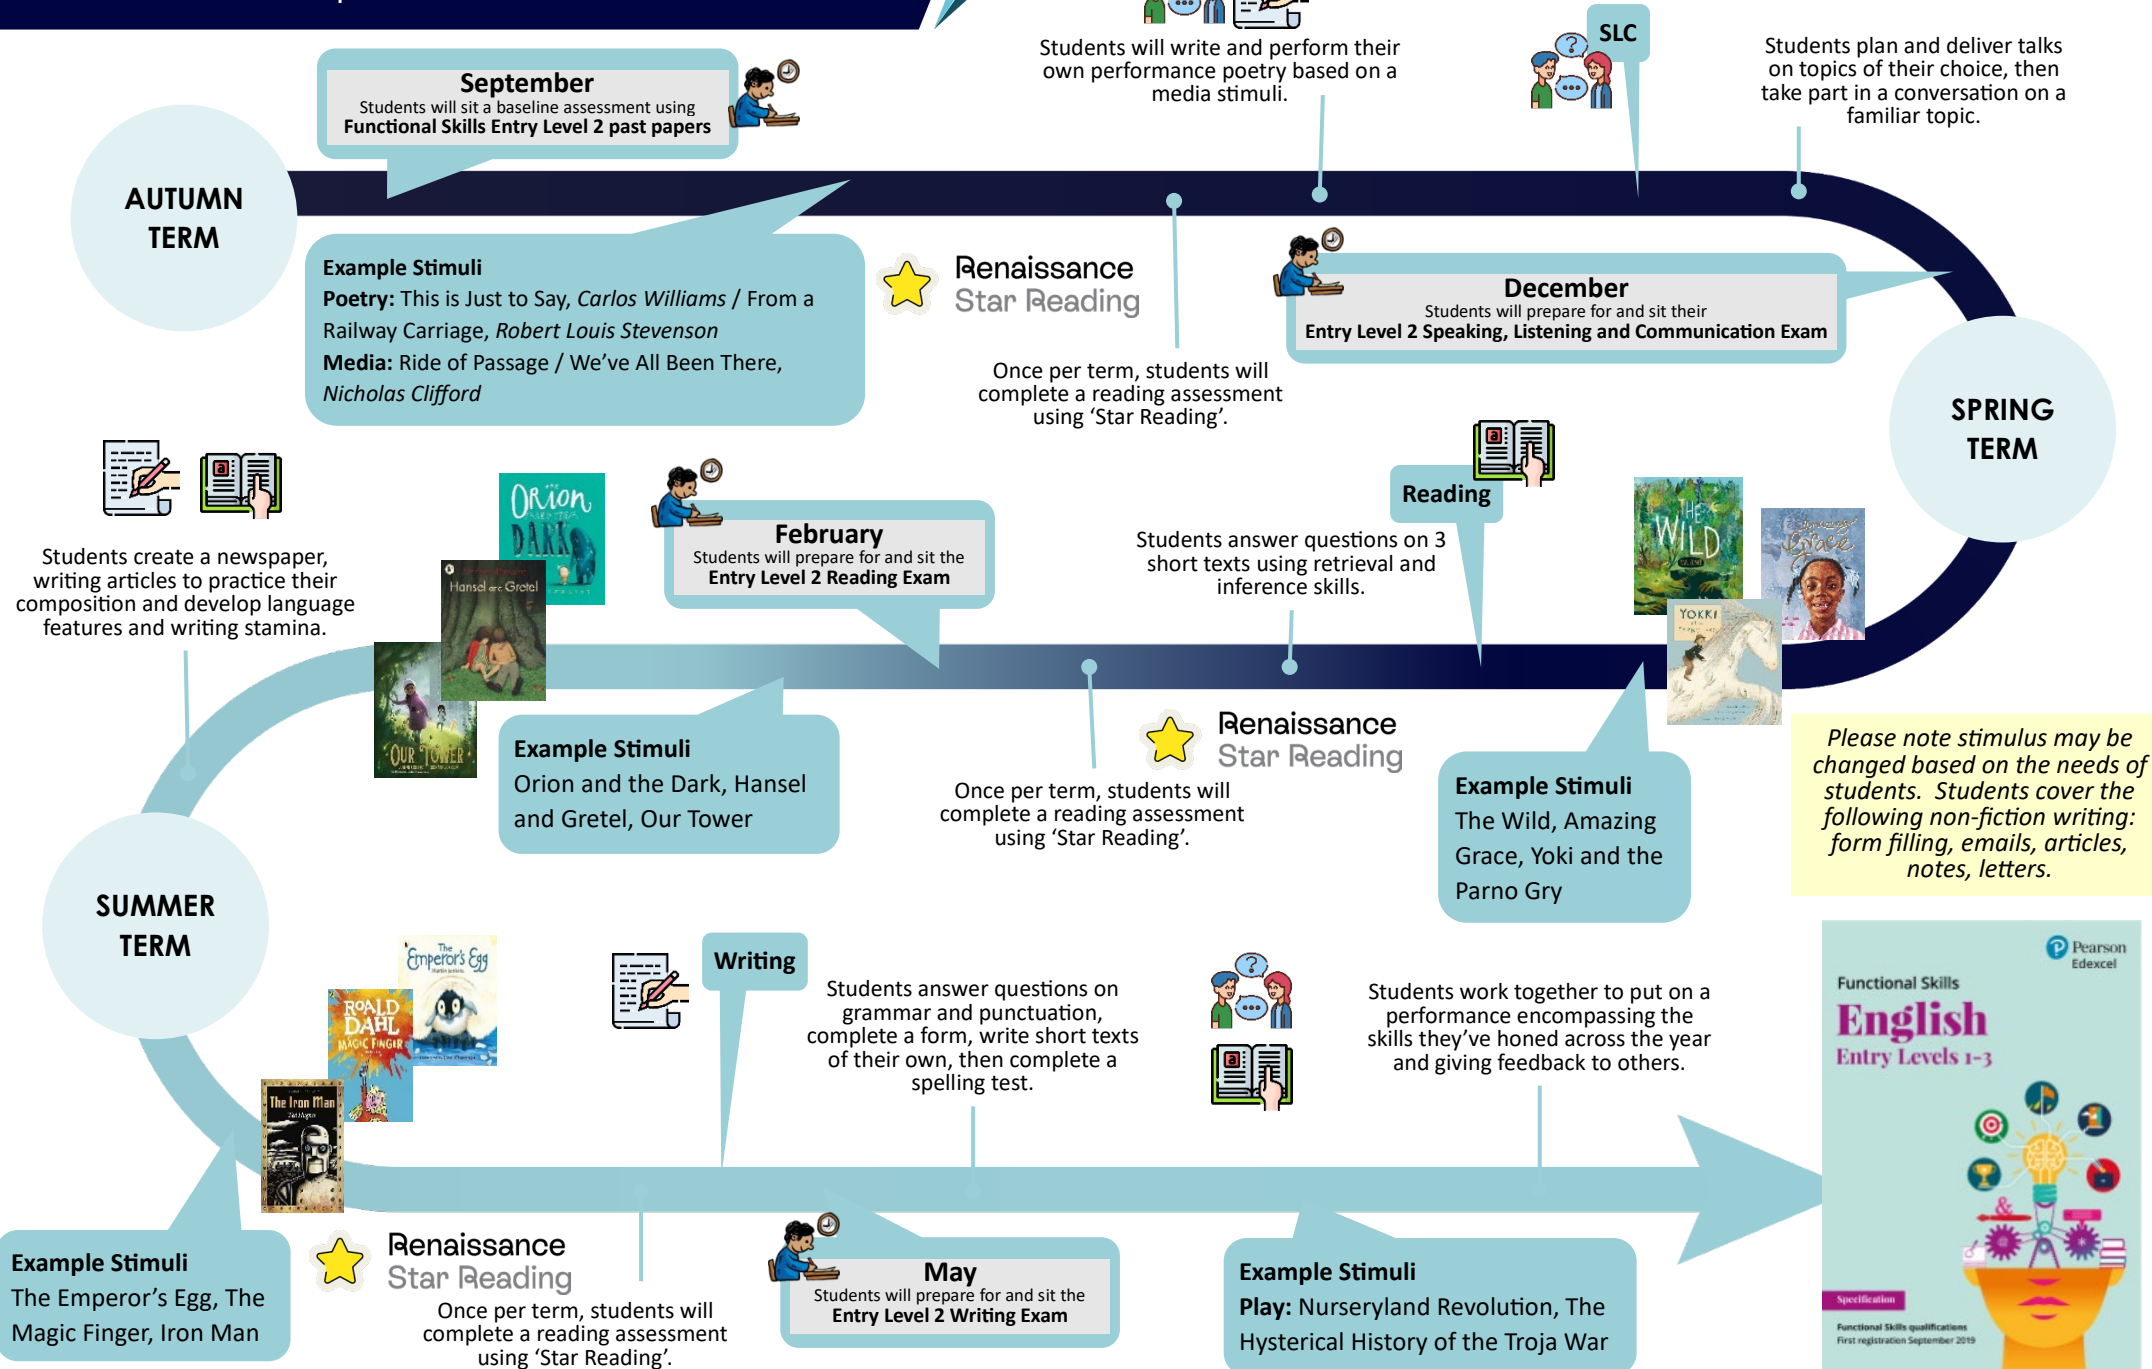 September
Students will sit a baseline assessment using
Functional Skills Entry Level 2 past papers
Students will write and perform their
own performance poetry based on a
media stimuli.
SLC
Students plan and deliver talks
on topics of their choice, then
take part in a conversation on a
familiar topic.
AUTUMN
TERM
Example Stimuli
Poetry: This is Just to Say, Carlos Williams / From a
Railway Carriage, Robert Louis Stevenson
Media: Ride of Passage / We've All Been There,
Nicholas Clifford
Renaissance
Star Reading
Once per term, students will
complete a reading assessment
using 'Star Reading'.
December
Students will prepare for and sit their
Entry Level 2 Speaking, Listening and Communication Exam
SPRING
TERM
Students create a newspaper,
writing articles to practice their
composition and develop language
features and writing stamina.
ORION
DARK
Hansel and Gretel
OUR TOWER
February
Students will prepare for and sit the
Entry Level 2 Reading Exam
Students answer questions on 3
short texts using retrieval and
inference skills.
Reading
THE
WILD
Amazing
Grace
YOKKI
Example Stimuli
Orion and the Dark, Hansel
and Gretel, Our Tower
Once per term, students will
complete a reading assessment
using 'Star Reading'.
Renaissance
Star Reading
Example Stimuli
The Wild, Amazing
Grace, Yoki and the
Parno Gry
Please note stimulus may be
changed based on the needs of
students. Students cover the
following non-fiction writing:
form filling, emails, articles,
notes, letters.
SUMMER
TERM
The
Emperor's Egg
ROALD
DAHL
MAGIC FINGER
The Iron Man
Ted Hughes
Writing
Students answer questions on
grammar and punctuation,
complete a form, write short texts
of their own, then complete a
spelling test.
Students work together to put on a
performance encompassing the
skills they've honed across the year
and giving feedback to others.
Pearson
Edexcel
Functional Skills
English
Entry Levels 1-3
&
Specification
Functional Skills qualifications
First registration September 2019
Example Stimuli
The Emperor's Egg, The
Magic Finger, Iron Man
Renaissance
Star Reading
Once per term, students will
complete a reading assessment
using 'Star Reading'.
May
Students will prepare for and sit the
Entry Level 2 Writing Exam
Example Stimuli
Play: Nurseryland Revolution, The
Hysterical History of the Troja War